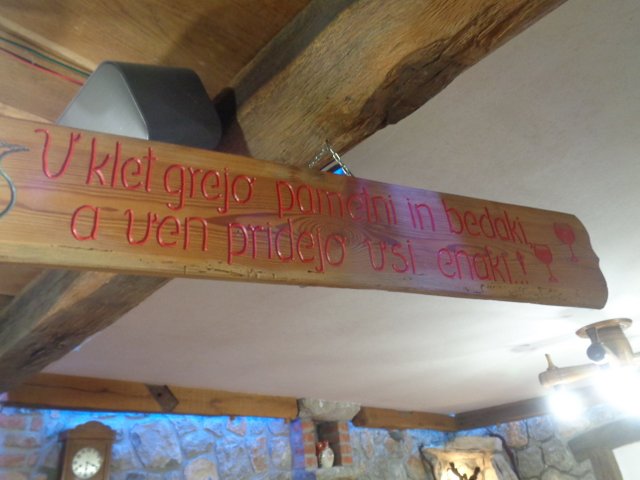 V klet grejo pametni in bedaki,
a ven pridejo vsi enaki!